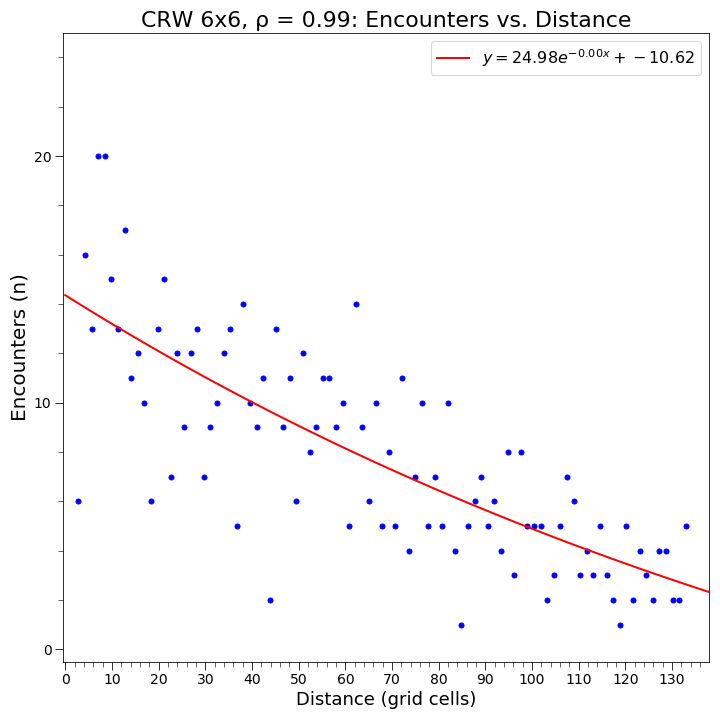 CRW 6x6, ρ = 0.99: Encounters vs. Distance
y = 24.98e^{−0.00x} + −10.62
Encounters (n)
20
10
0
0 10 20 30 40 50 60 70 80 90 100 110 120 130
Distance (grid cells)